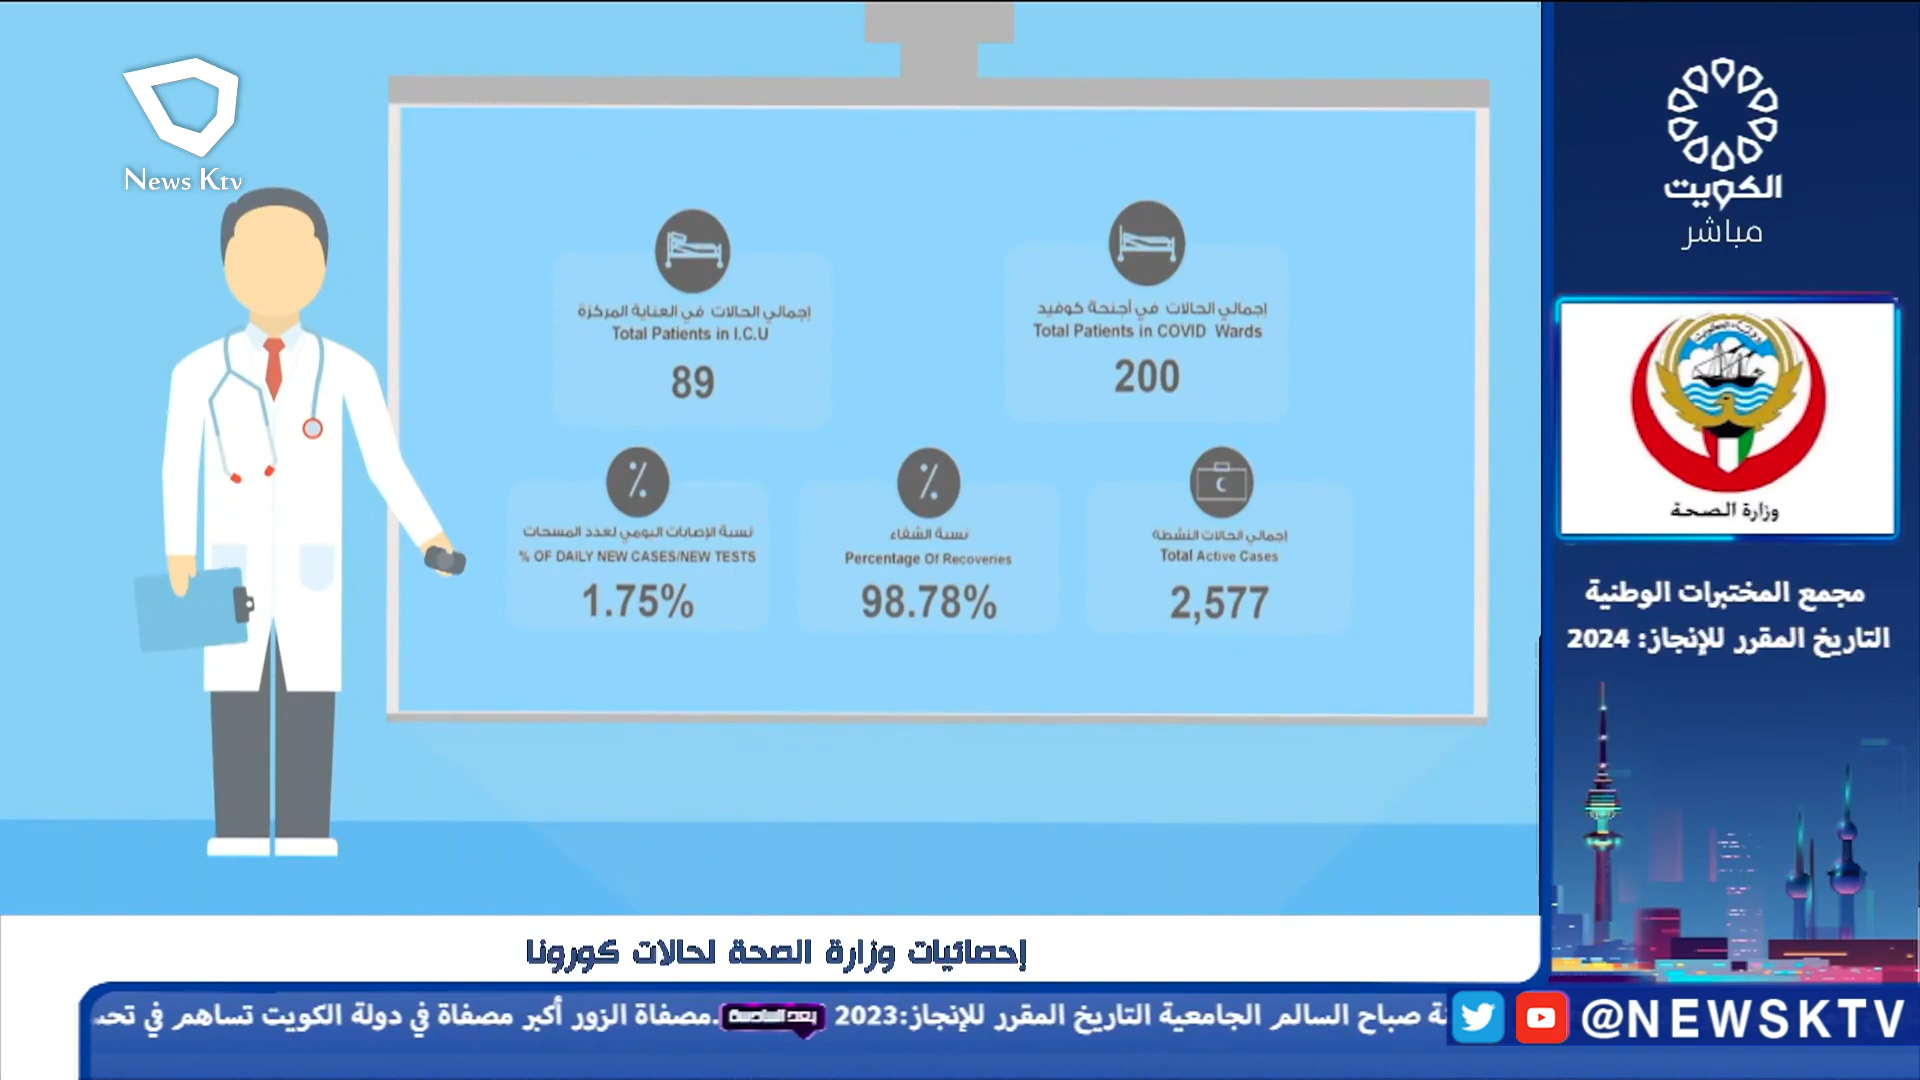 News Ktv
إجمالي الحالات في العناية المركزة
Total Patients in I.C.U
89
إجمالي الحالات في أجنحة كوفيد
Total Patients in COVID Wards
200
نسبة الإصابات اليومي لعدد المسحات
% OF DAILY NEW CASES/NEW TESTS
1.75%
نسبة الشفاء
Percentage Of Recoveries
98.78%
إجمالي الحالات النشطة
Total Active Cases
2,577
الكويت
مباشر
وزارة الصحة
مجمع المختبرات الوطنية
التاريخ المقرر للإنجاز: 2024
إحصائيات وزارة الصحة لحالات كورونا
صباح السالم الجامعية التاريخ المقرر للإنجاز:2023 بعد السادسة .مصفاة الزور أكبر مصفاة في دولة الكويت تساهم في
@NEWSKTV